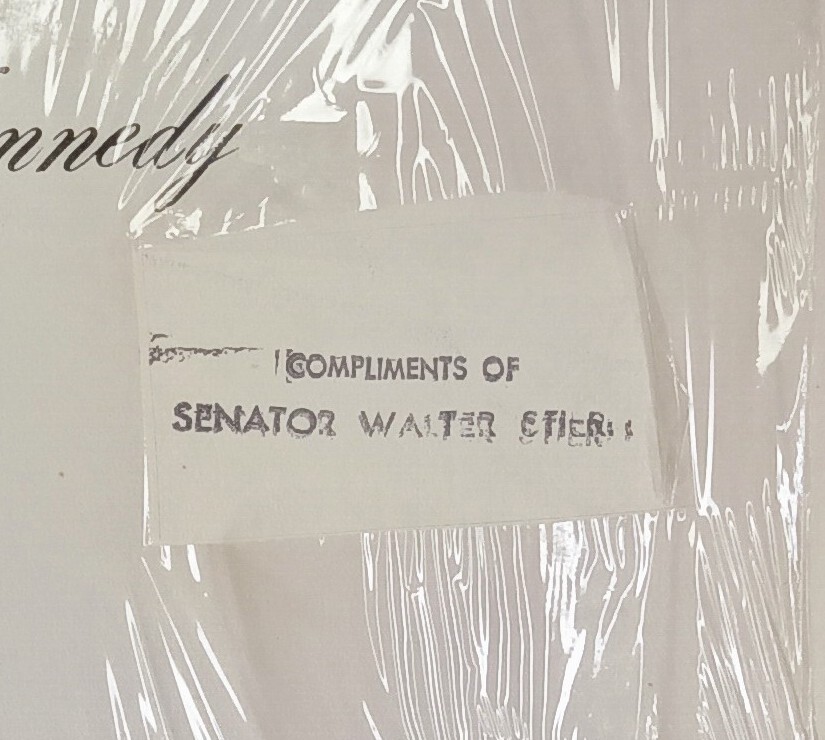 nnedy
COMPLIMENTS OF
SENATOR WALTER